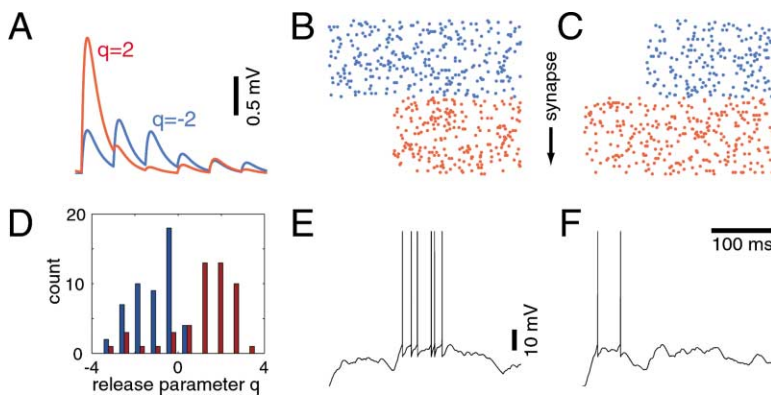 A
q=2
q=-2
0.5 mV
B
synapse
C
D
20
10
0
count
-4
0
4
release parameter q
E
10 mV
F
100 ms